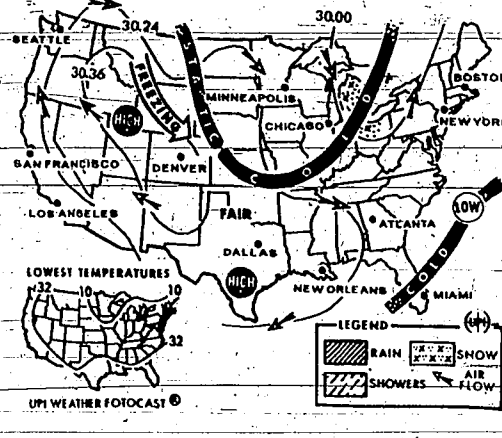 30.24
30.00
SEATTLE
30.36
FREEZING
STATIC
COLD
MINNEAPOLIS
BOSTON
CHICAGO
NEW YORK
HIGH
SAN FRANCISCO
DENVER
FAIR
LOW
LOS ANGELES
ATLANTA
DALLAS
HIGH
COLD
LOWEST TEMPERATURES
NEW ORLEANS
MIAMI
32
10
10
32
LEGEND
UPI
RAIN
SNOW
SHOWERS
AIR FLOW
UPI WEATHER FOTOCAST ®